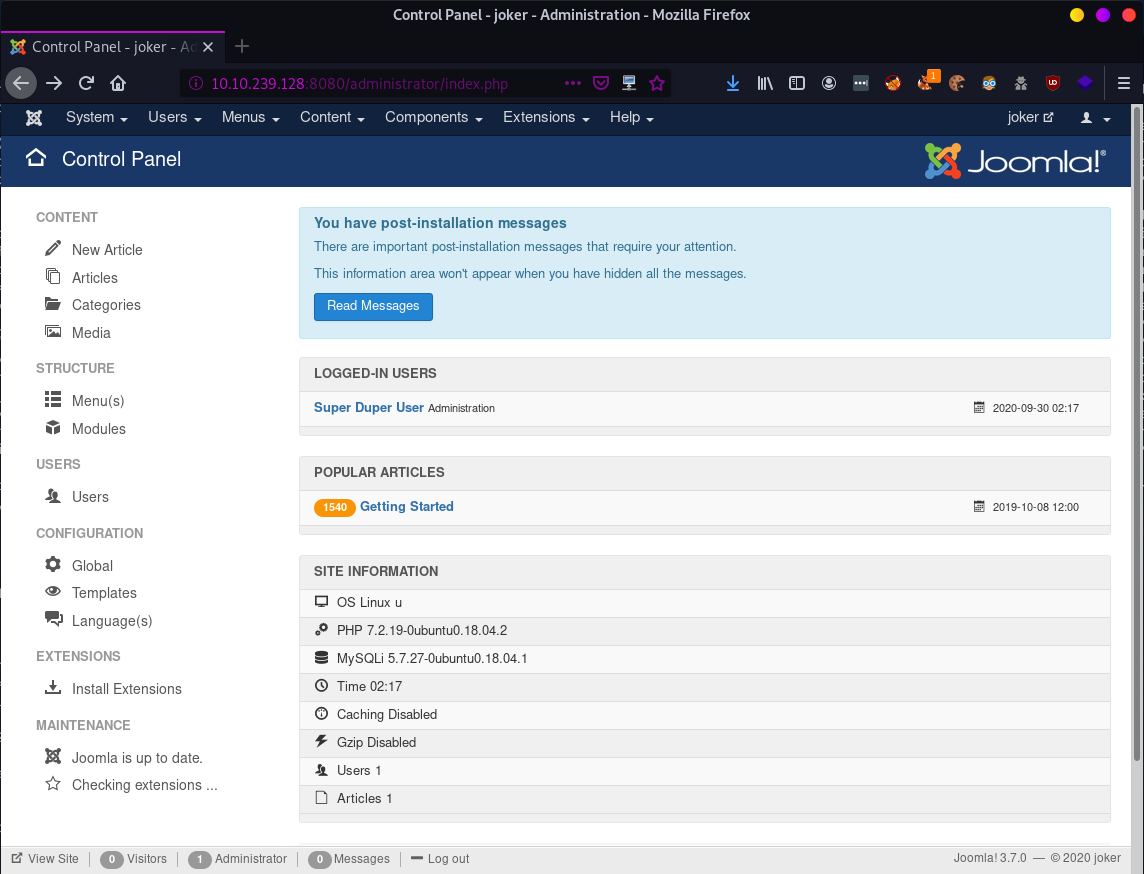 Control Panel - joker - Administration - Mozilla Firefox
Control Panel - joker - Ad
10.10.239.128:8080/administrator/index.php
1
UD
System Users Menus Content Components Extensions Help joker
Control Panel
Joomla!®
CONTENT
New Article
Articles
Categories
Media
STRUCTURE
Menu(s)
Modules
USERS
Users
CONFIGURATION
Global
Templates
Language(s)
EXTENSIONS
Install Extensions
MAINTENANCE
Joomla is up to date.
Checking extensions ...
You have post-installation messages
There are important post-installation messages that require your attention.
This information area won't appear when you have hidden all the messages.
Read Messages
LOGGED-IN USERS
Super Duper User Administration 2020-09-30 02:17
POPULAR ARTICLES
1540 Getting Started 2019-10-08 12:00
SITE INFORMATION
OS Linux u
PHP 7.2.19-0ubuntu0.18.04.2
MySQLi 5.7.27-0ubuntu0.18.04.1
Time 02:17
Caching Disabled
Gzip Disabled
Users 1
Articles 1
View Site 0 Visitors 1 Administrator 0 Messages Log out Joomla! 3.7.0 — © 2020 joker